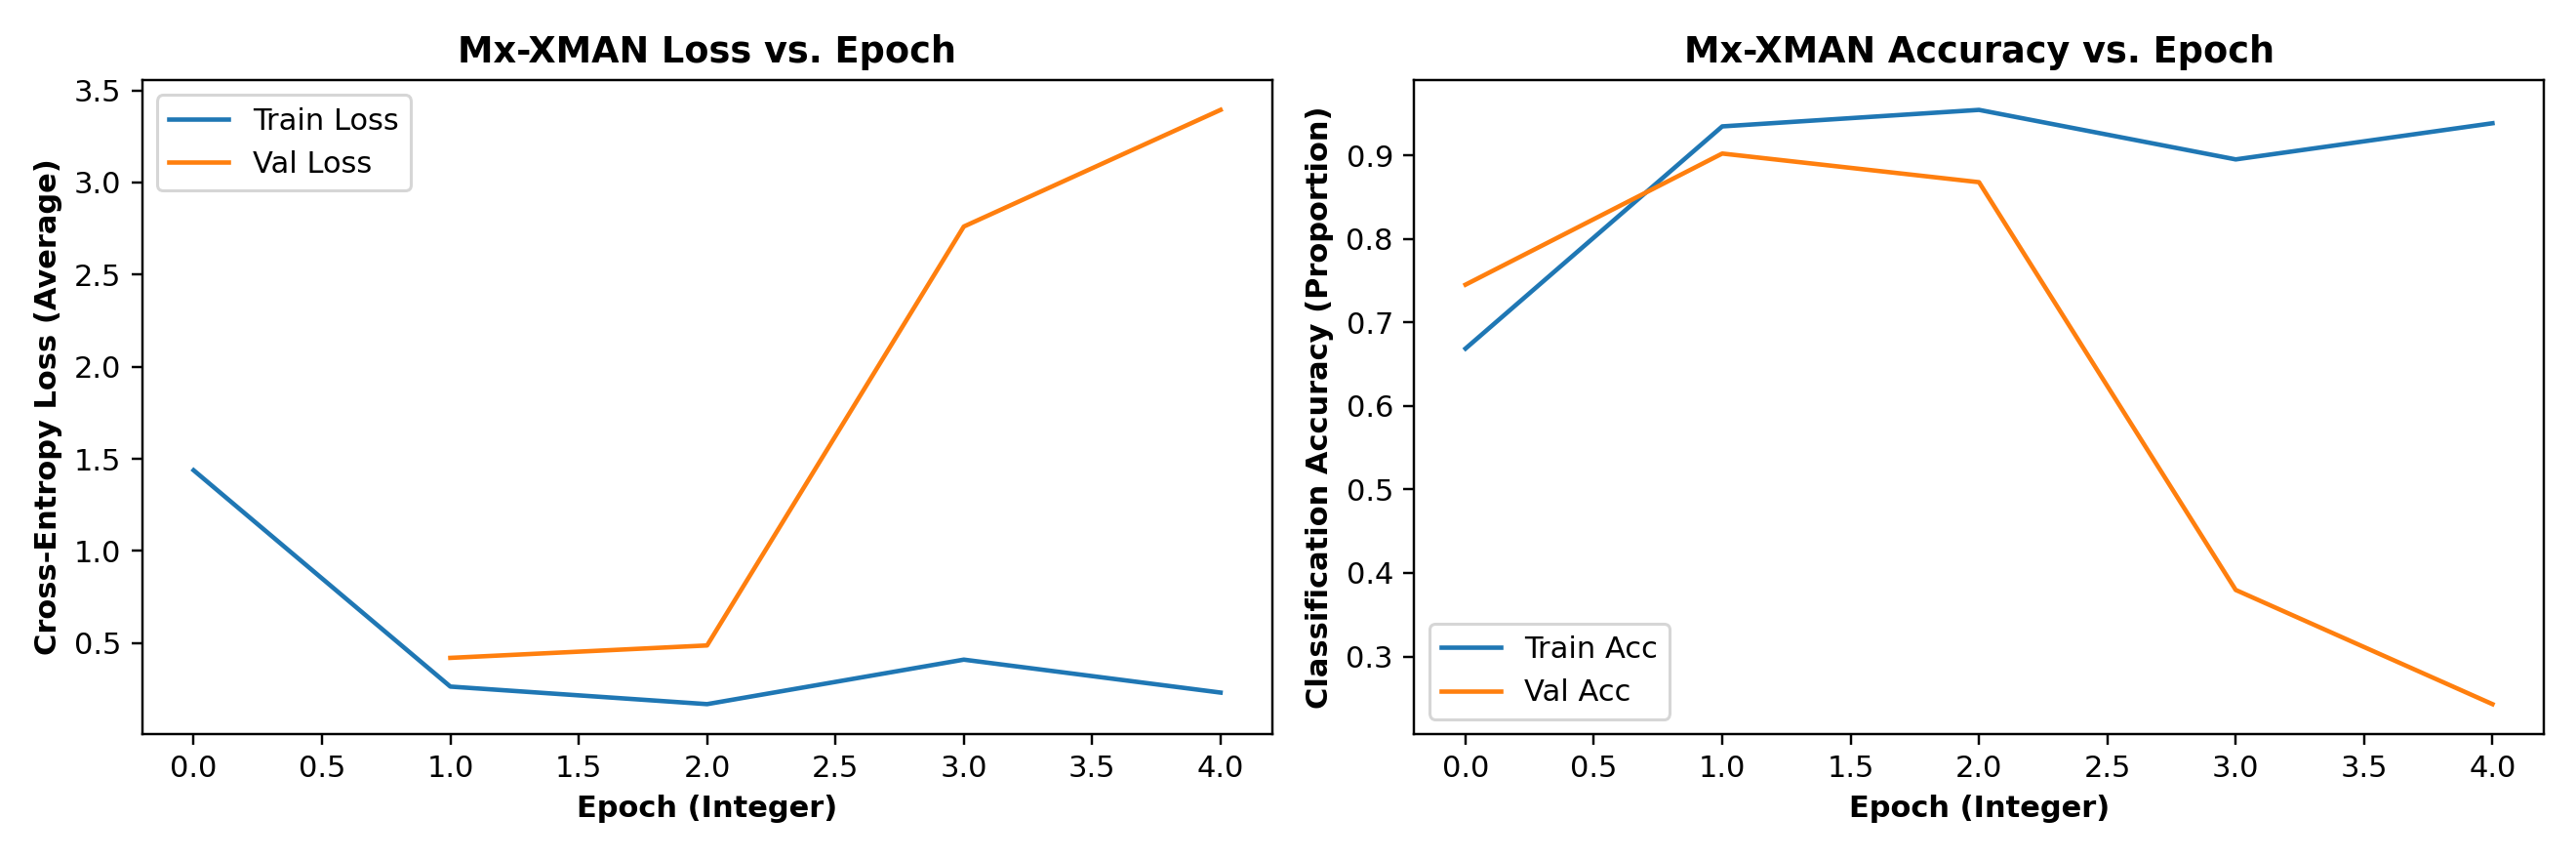 Mx-XMAN Loss vs. Epoch
Cross-Entropy Loss (Average)
3.5
3.0
2.5
2.0
1.5
1.0
0.5
Train Loss
Val Loss
0.0 0.5 1.0 1.5 2.0 2.5 3.0 3.5 4.0
Epoch (Integer)
Mx-XMAN Accuracy vs. Epoch
Classification Accuracy (Proportion)
0.9
0.8
0.7
0.6
0.5
0.4
0.3
Train Acc
Val Acc
0.0 0.5 1.0 1.5 2.0 2.5 3.0 3.5 4.0
Epoch (Integer)